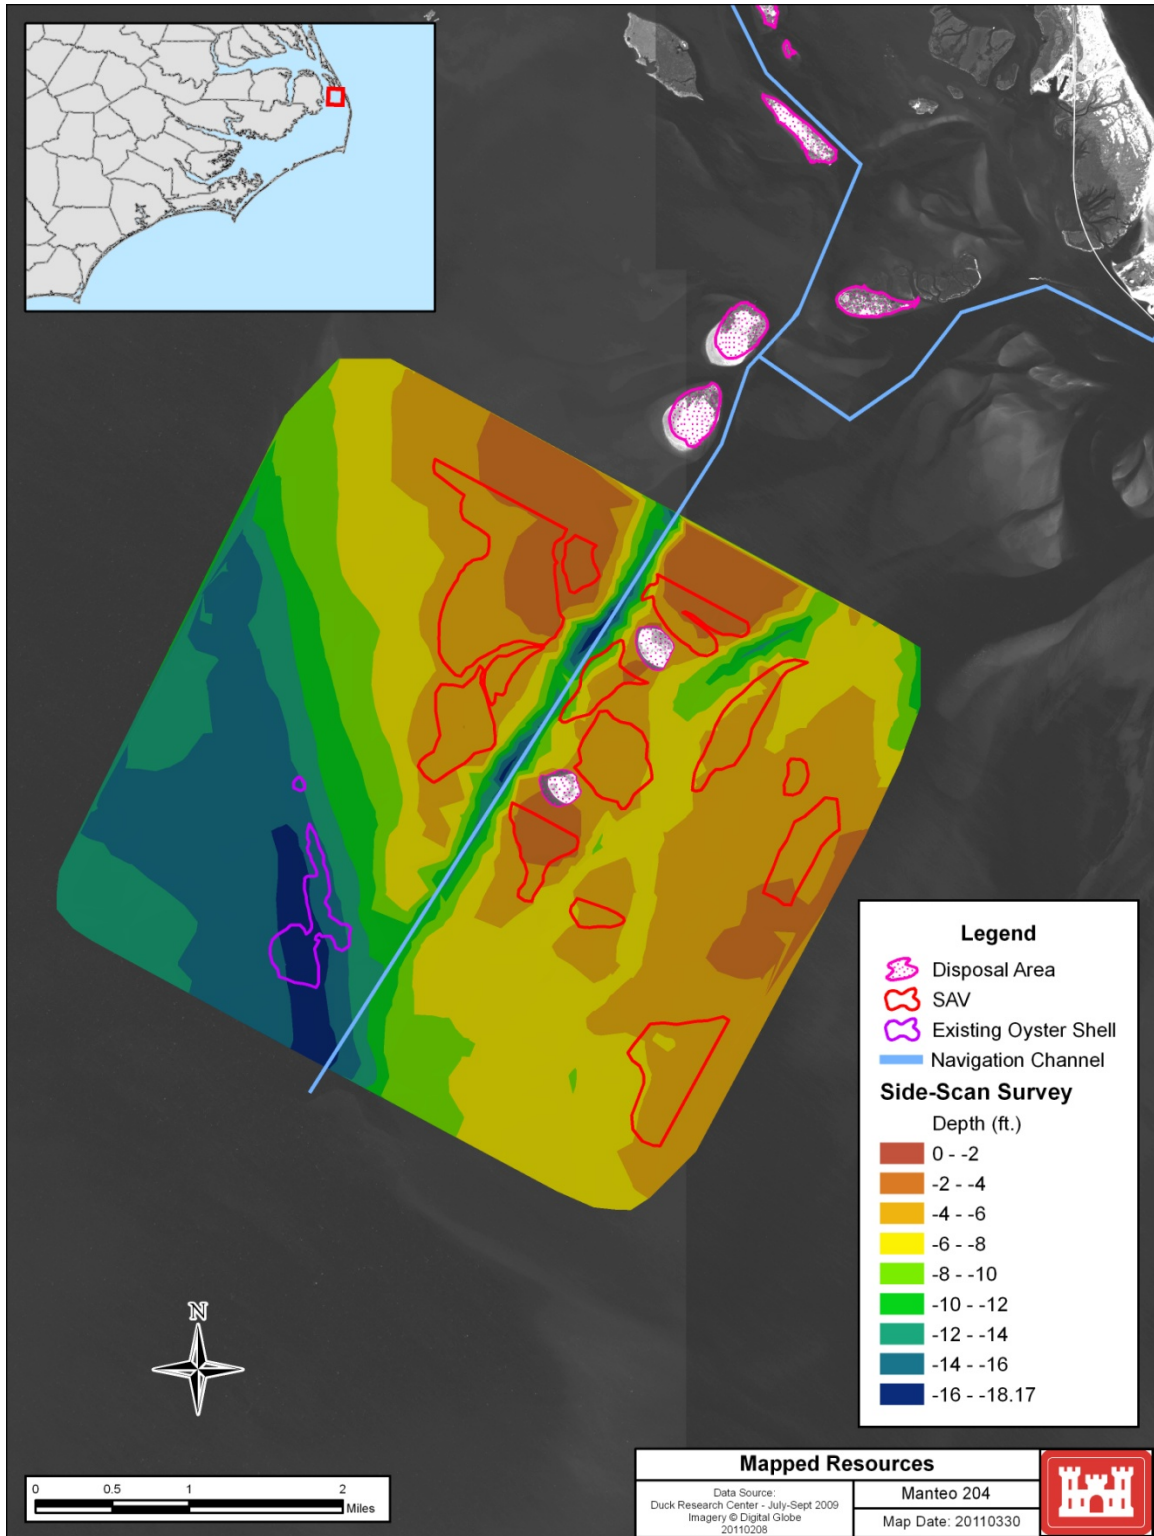 Legend
Disposal Area
SAV
Existing Oyster Shell
Navigation Channel
Side-Scan Survey
Depth (ft.)
0 - -2
-2 - -4
-4 - -6
-6 - -8
-8 - -10
-10 - -12
-12 - -14
-14 - -16
-16 - -18.17
N
0 0.5 1 2
Miles
Mapped Resources
Data Source:
Duck Research Center - July-Sept 2009
Imagery © Digital Globe
20110208
Manteo 204
Map Date: 20110330